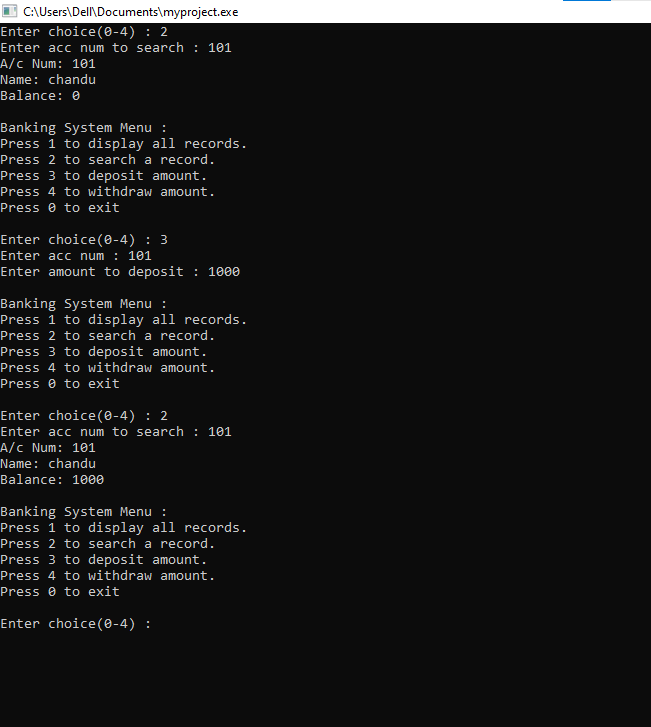 C:\Users\Dell\Documents\myproject.exe
Enter choice(0-4) : 2
Enter acc num to search : 101
A/c Num: 101
Name: chandu
Balance: 0
Banking System Menu :
Press 1 to display all records.
Press 2 to search a record.
Press 3 to deposit amount.
Press 4 to withdraw amount.
Press 0 to exit
Enter choice(0-4) : 3
Enter acc num : 101
Enter amount to deposit : 1000
Banking System Menu :
Press 1 to display all records.
Press 2 to search a record.
Press 3 to deposit amount.
Press 4 to withdraw amount.
Press 0 to exit
Enter choice(0-4) : 2
Enter acc num to search : 101
A/c Num: 101
Name: chandu
Balance: 1000
Banking System Menu :
Press 1 to display all records.
Press 2 to search a record.
Press 3 to deposit amount.
Press 4 to withdraw amount.
Press 0 to exit
Enter choice(0-4) :